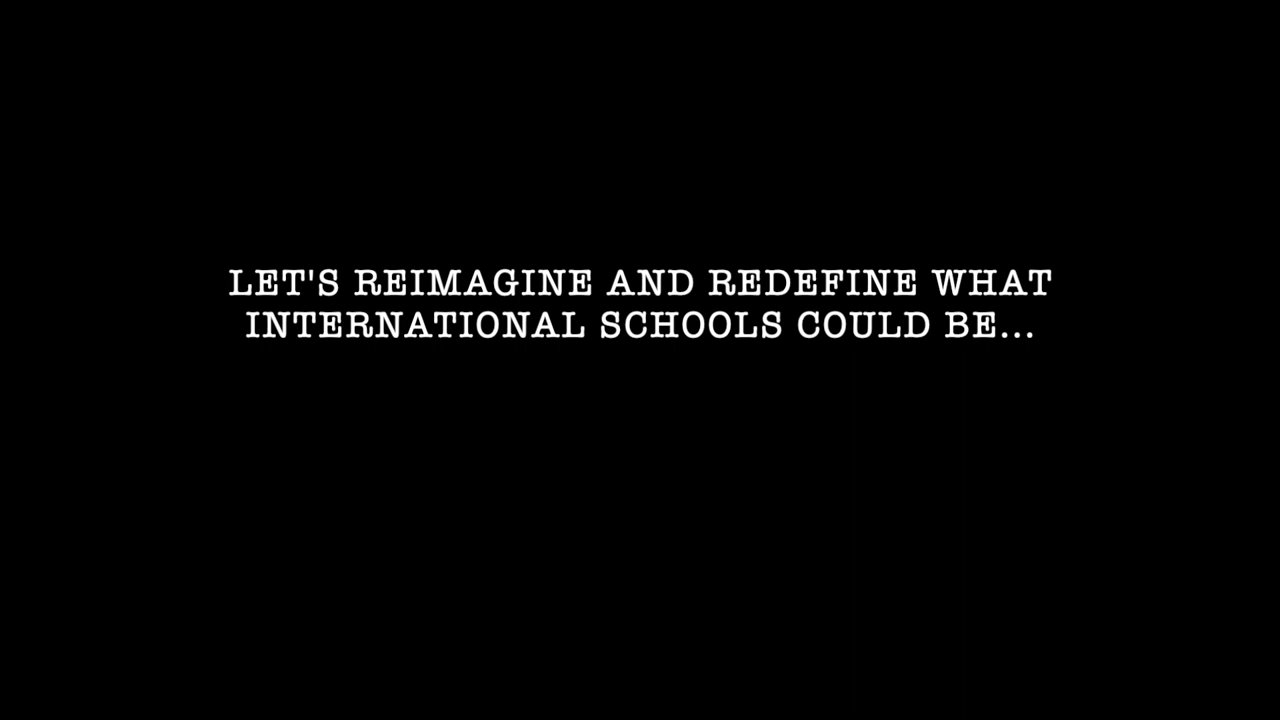 LET'S REIMAGINE AND REDEFINE WHAT
INTERNATIONAL SCHOOLS COULD BE...